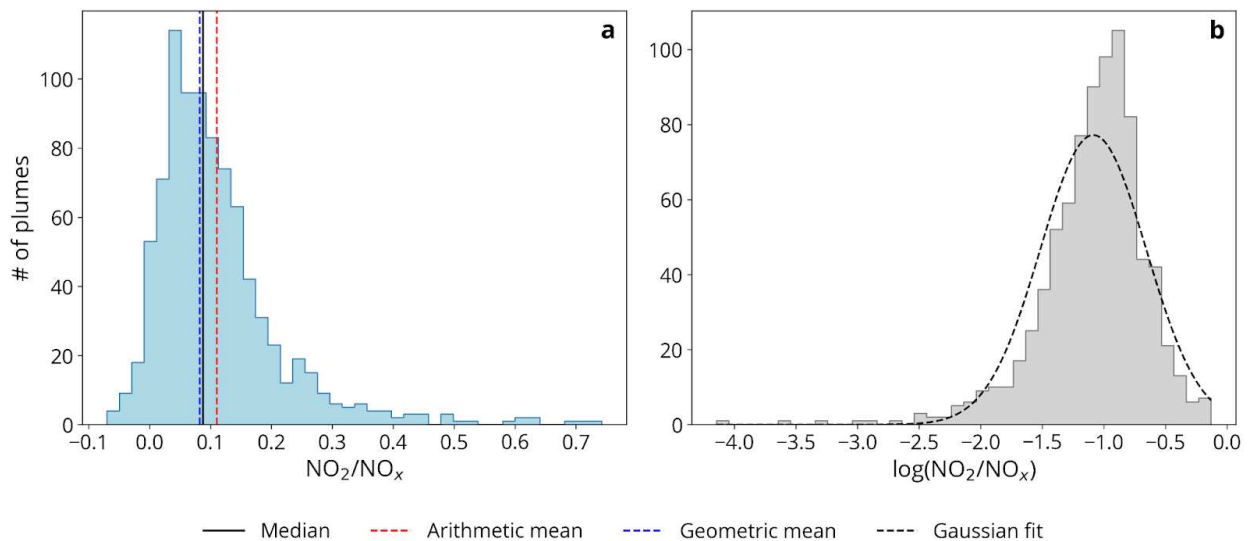 a
# of plumes
100
80
60
40
20
0
−0.1 0.0 0.1 0.2 0.3 0.4 0.5 0.6 0.7
NO₂/NOₓ
b
100
80
60
40
20
0
−4.0 −3.5 −3.0 −2.5 −2.0 −1.5 −1.0 −0.5 0.0
log(NO₂/NOₓ)
Median Arithmetic mean Geometric mean Gaussian fit